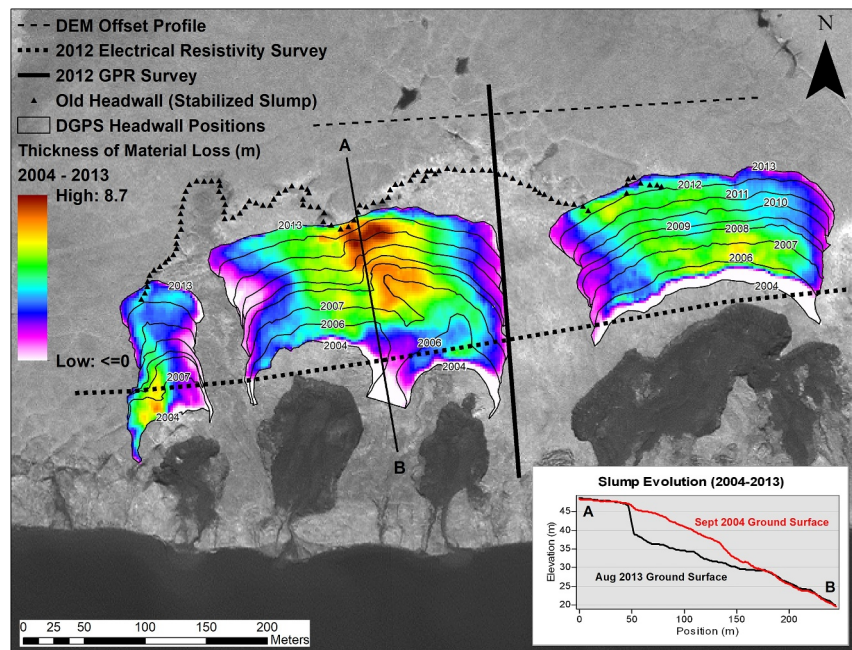 DEM Offset Profile
2012 Electrical Resistivity Survey
2012 GPR Survey
Old Headwall (Stabilized Slump)
DGPS Headwall Positions
Thickness of Material Loss (m)
2004 - 2013
High: 8.7
Low: <=0
N
A
B
2013
2007
2004
2013
2007
2006
2004
2006
2004
2013
2012
2011
2010
2009
2008
2007
2006
2004
0 25 50 100 150 200
Meters
Slump Evolution (2004-2013)
A
Sept 2004 Ground Surface
Aug 2013 Ground Surface
B
Elevation (m)
45
40
35
30
25
20
0 50 100 150 200
Position (m)